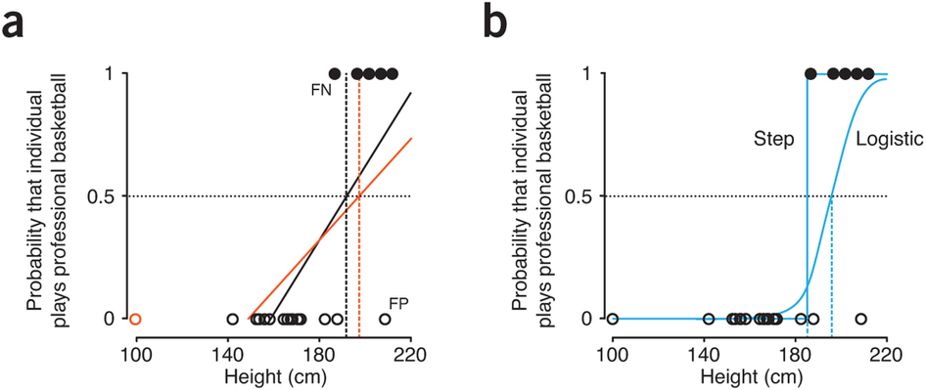 a
Probability that individual
plays professional basketball
1
0.5
0
FN
FP
100 140 180 220
Height (cm)
b
Probability that individual
plays professional basketball
1
0.5
0
Step
Logistic
100 140 180 220
Height (cm)